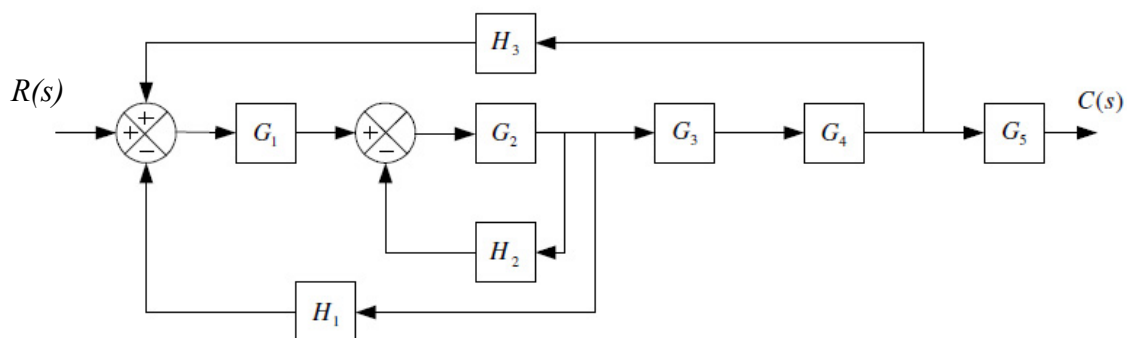 H₃
R(s)
C(s)
+
+
+
−
−
G₁
G₂
G₃
G₄
G₅
H₂
H₁